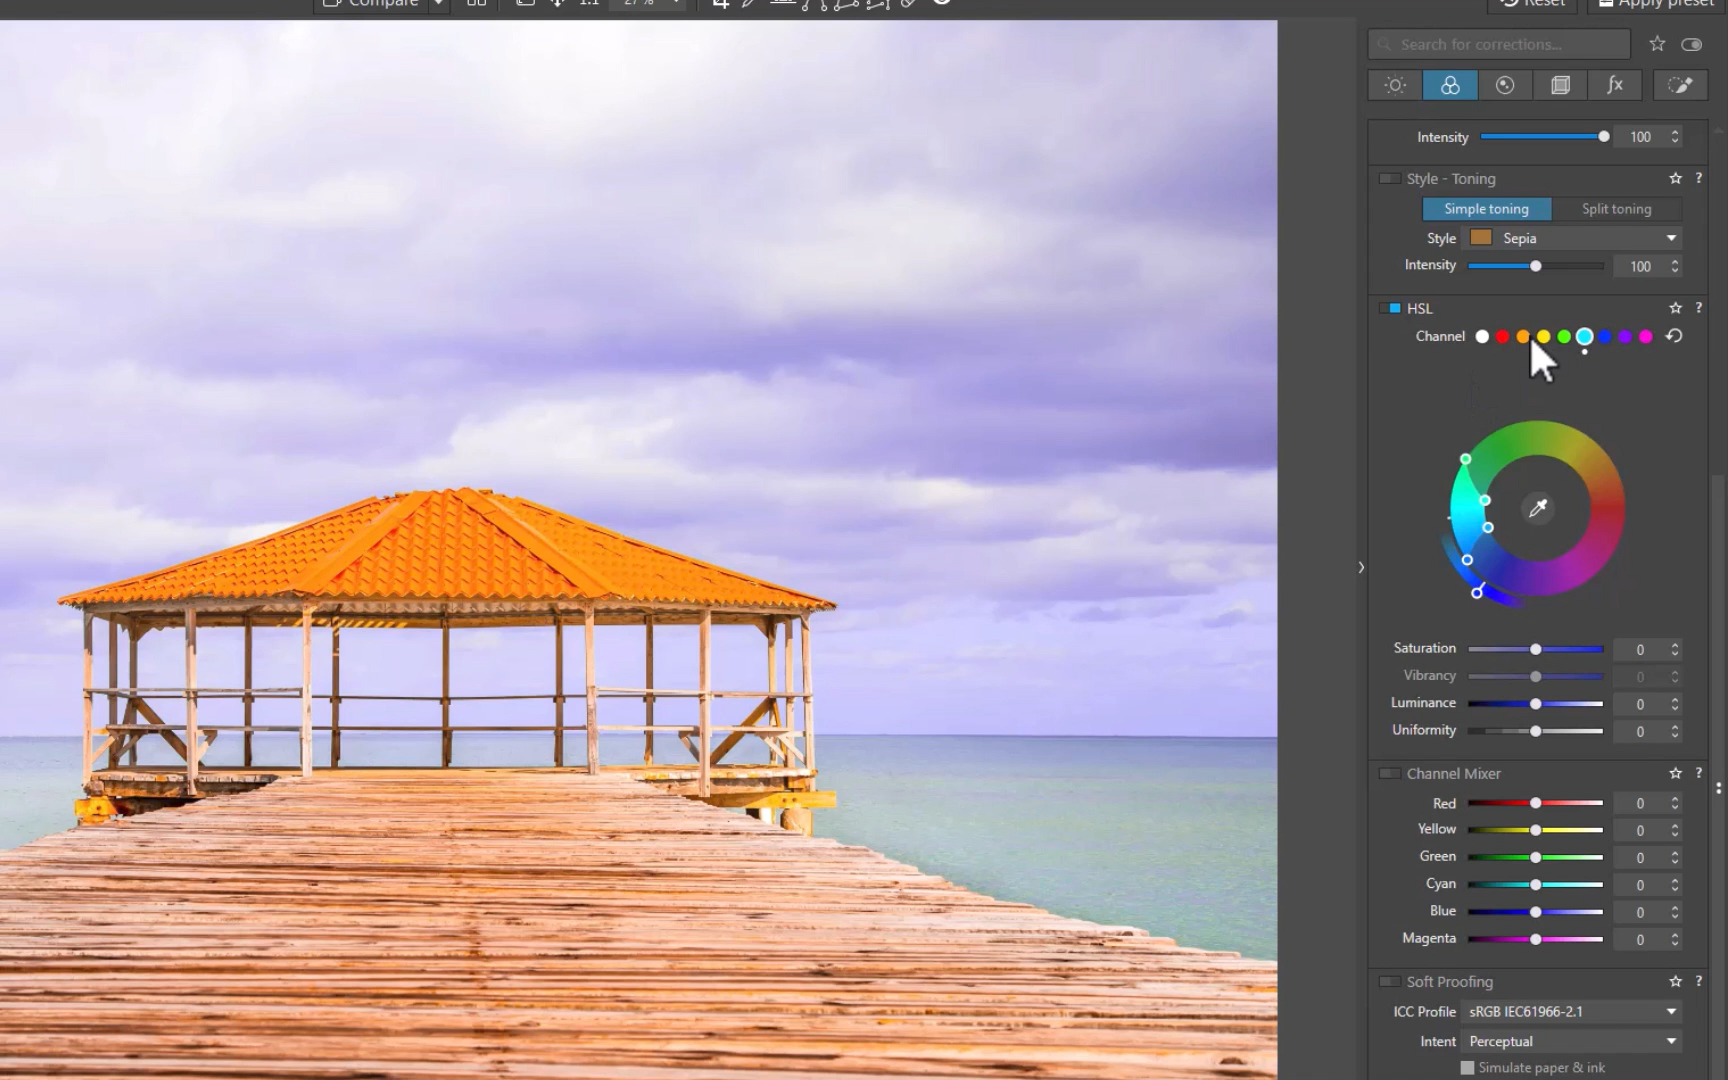 Compare 1:1 27 % Reset Apply preset
Search for corrections...
fx
Intensity 100
Style - Toning ?
Simple toning Split toning
Style Sepia
Intensity 100
HSL ?
Channel
Saturation 0
Vibrancy 0
Luminance 0
Uniformity 0
Channel Mixer ?
Red 0
Yellow 0
Green 0
Cyan 0
Blue 0
Magenta 0
Soft Proofing ?
ICC Profile sRGB IEC61966-2.1
Intent Perceptual
Simulate paper & ink